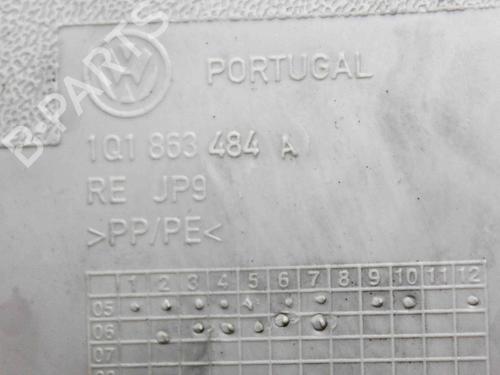 B-PARTS
PORTUGAL
1Q1 863 484 A
RE JP9
>PP/PE<
1 2 3 4 5 6 7 8 9 10 11 12
05
06
07